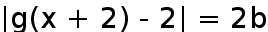 |g(x + 2) - 2| = 2b